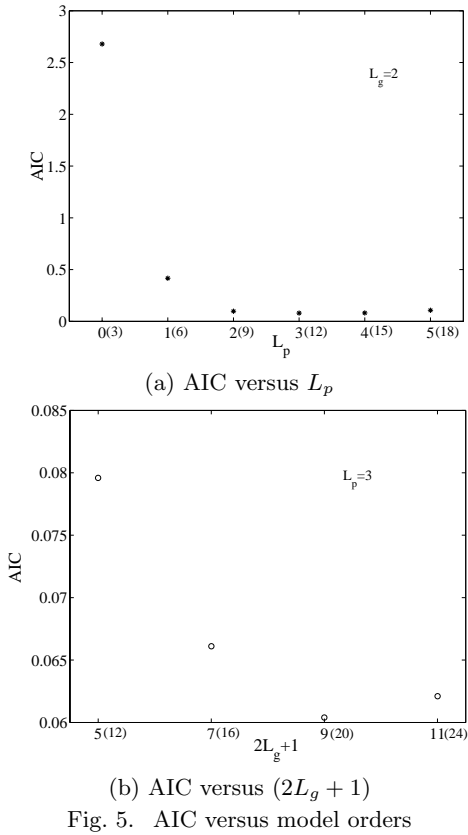 3
2.5
2
1.5
1
0.5
0
AIC
L_g=2
0(3) 1(6) 2(9) 3(12) 4(15) 5(18)
L_p
(a) AIC versus L_p
0.085
0.08
0.075
0.07
0.065
0.06
AIC
L_p=3
5(12) 7(16) 9(20) 11(24)
2L_g+1
(b) AIC versus (2L_g + 1)
Fig. 5. AIC versus model orders